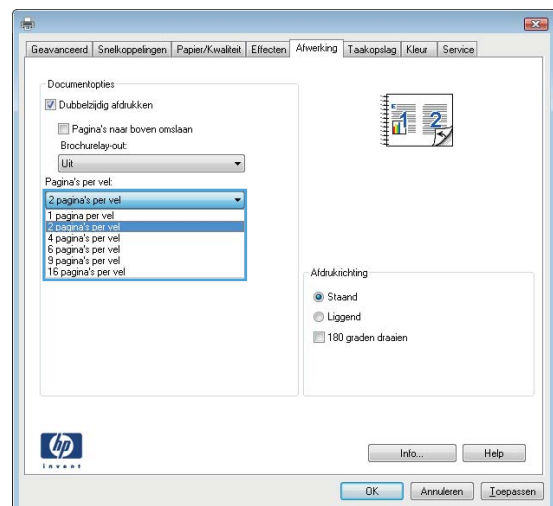 Geavanceerd Snelkoppelingen Papier/Kwaliteit Effecten Afwerking Taakopslag Kleur Service
Documentopties
Dubbelzijdig afdrukken
Pagina's naar boven omslaan
Brochurelay-out:
Uit
Pagina's per vel:
2 pagina's per vel
1 pagina per vel
2 pagina's per vel
4 pagina's per vel
6 pagina's per vel
9 pagina's per vel
16 pagina's per vel
1 2
Afdrukrichting
Staand
Liggend
180 graden draaien
hp
invent
Info... Help
OK Annuleren Toepassen